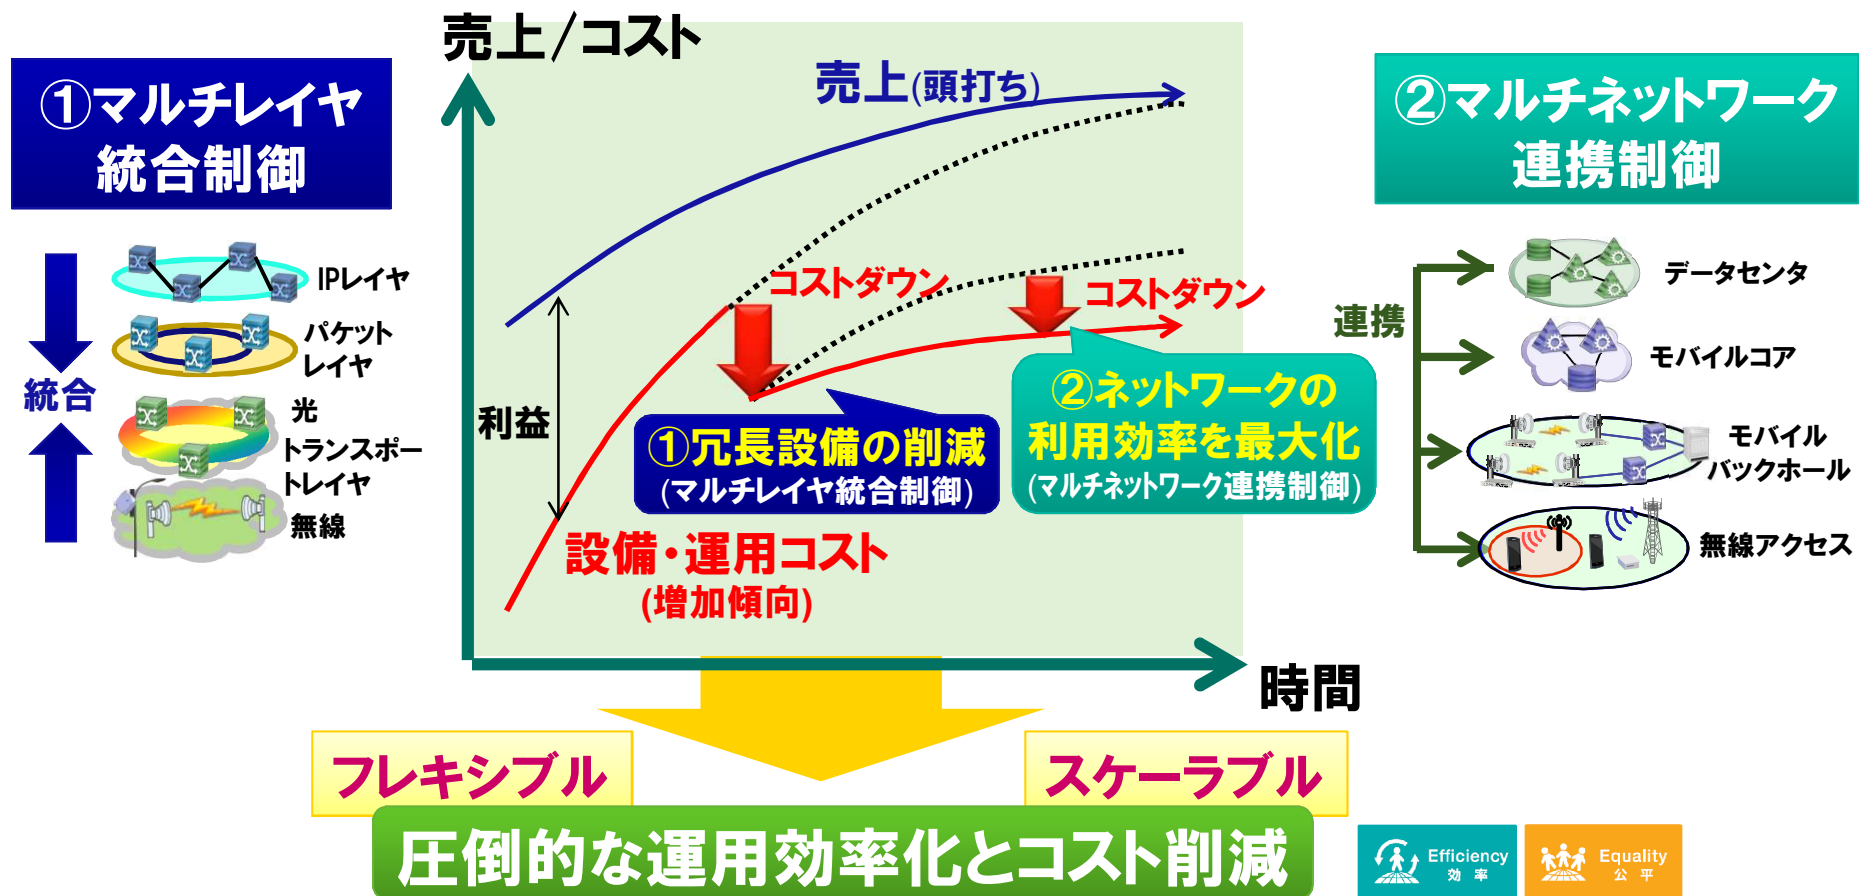 売上/コスト
①マルチレイヤ
統合制御
売上(頭打ち)
②マルチネットワーク
連携制御
IPレイヤ
パケット
レイヤ
統合
光
トランスポー
トレイヤ
無線
コストダウン
コストダウン
利益
①冗長設備の削減
(マルチレイヤ統合制御)
②ネットワークの
利用効率を最大化
(マルチネットワーク連携制御)
設備・運用コスト
(増加傾向)
連携
データセンタ
モバイルコア
モバイル
バックホール
無線アクセス
時間
フレキシブル
スケーラブル
圧倒的な運用効率化とコスト削減
Efficiency
効率
Equality
公平